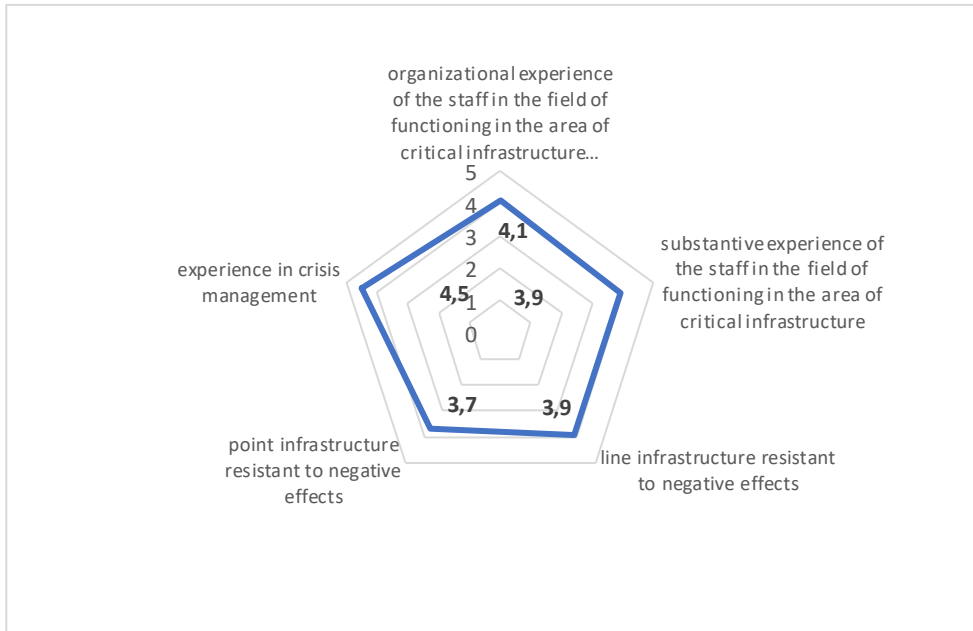 organizational experience
of the staff in the field of
functioning in the area of
critical infrastructure...
5
4
3
2
1
0
4,1
3,9
3,9
3,7
4,5
substantive experience of
the staff in the field of
functioning in the area of
critical infrastructure
line infrastructure resistant
to negative effects
point infrastructure
resistant to negative
effects
experience in crisis
management